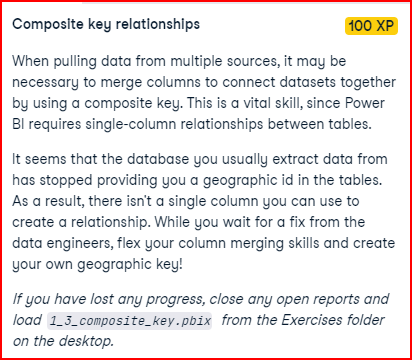 Composite key relationships
100 XP
When pulling data from multiple sources, it may be
necessary to merge columns to connect datasets together
by using a composite key. This is a vital skill, since Power
BI requires single-column relationships between tables.
It seems that the database you usually extract data from
has stopped providing you a geographic id in the tables.
As a result, there isn't a single column you can use to
create a relationship. While you wait for a fix from the
data engineers, flex your column merging skills and create
your own geographic key!
If you have lost any progress, close any open reports and
load 1_3_composite_key.pbix from the Exercises folder
on the desktop.